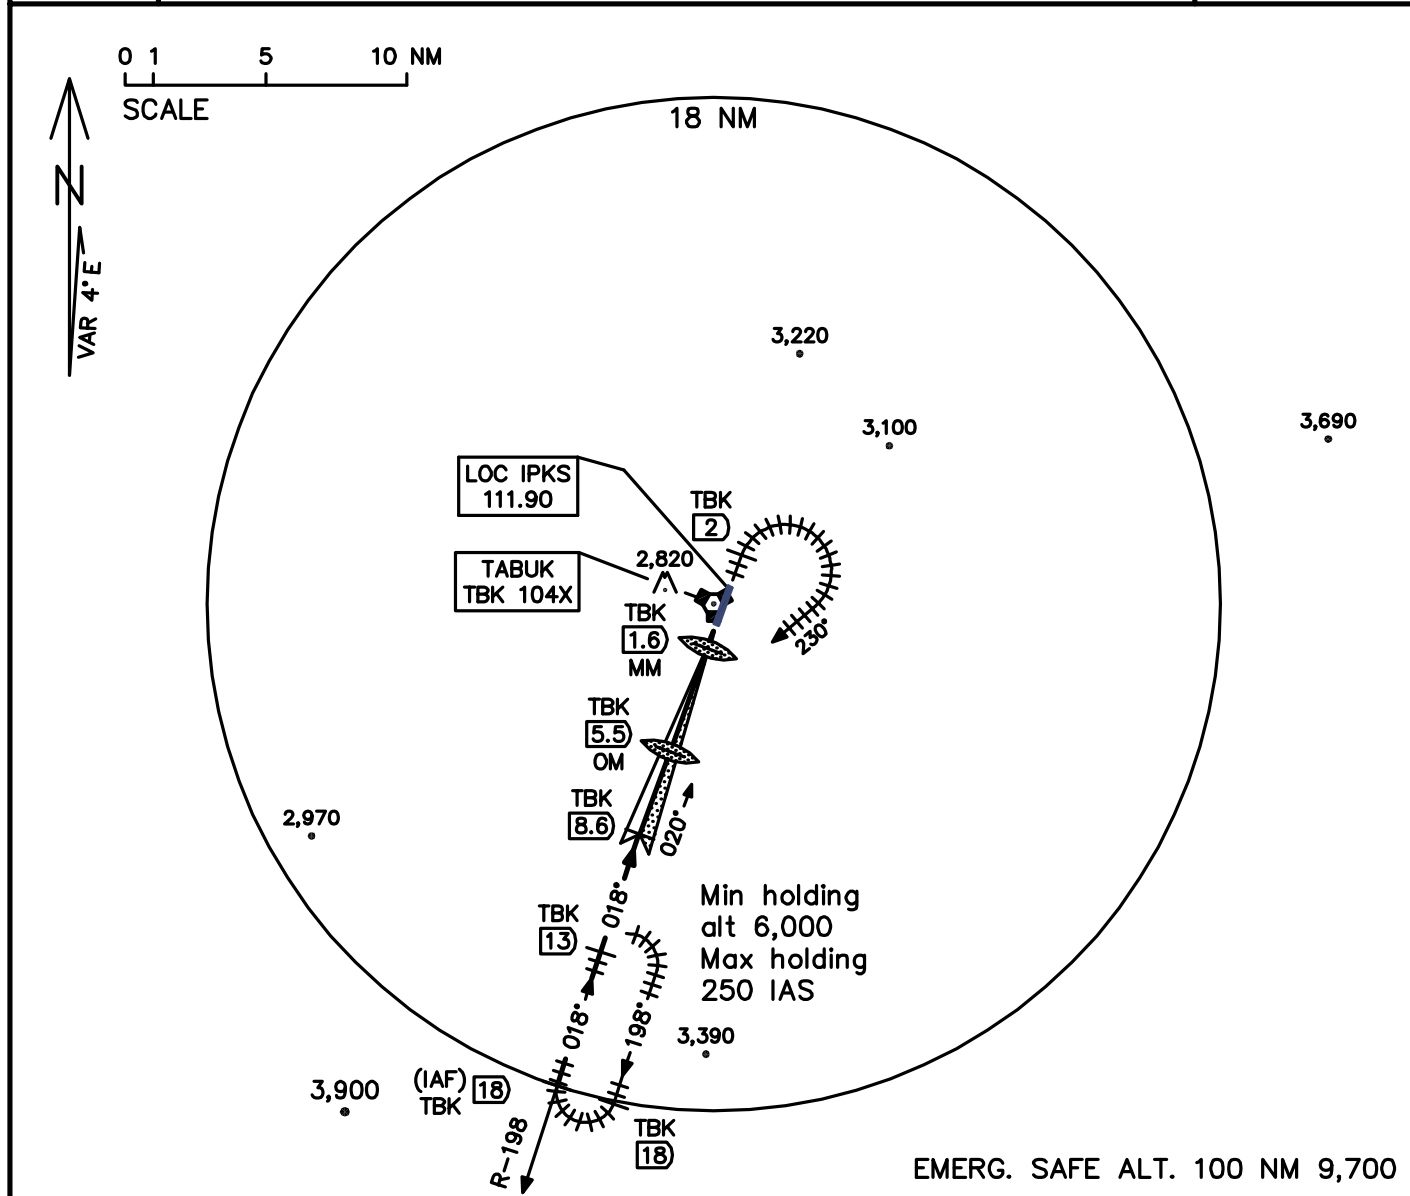 0 1 5 10 NM
SCALE
18 NM
N
VAR 4°E
3,220
3,100
3,690
LOC IPKS
111.90
TBK
2
TABUK
TBK 104X
2,820
TBK
1.6
MM
230°
TBK
5.5
OM
TBK
8.6
020°
2,970
018°
TBK
13
Min holding
alt 6,000
Max holding
250 IAS
018°
198°
3,390
3,900
(IAF)
TBK
18
R-198
TBK
18
EMERG. SAFE ALT. 100 NM 9,700